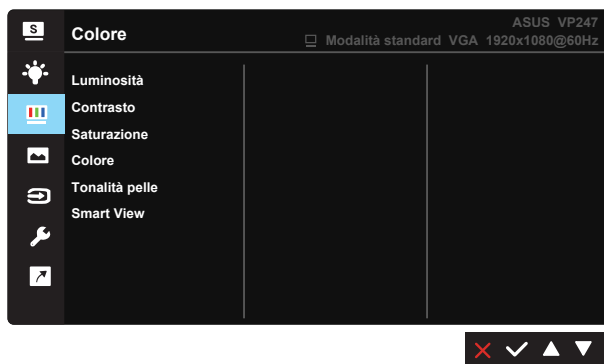 S
Colore
ASUS VP247
Modalità standard VGA 1920x1080@60Hz
Luminosità
Contrasto
Saturazione
Colore
Tonalità pelle
Smart View